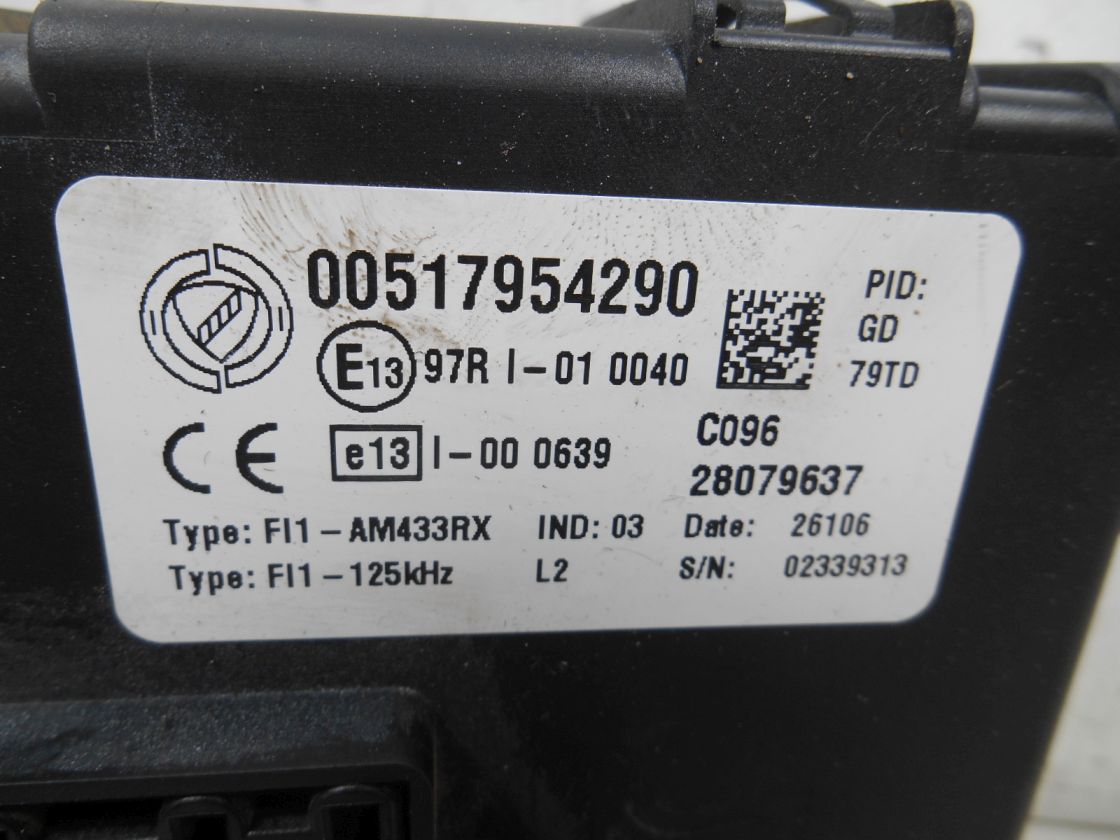 00517954290
PID:
GD
79TD
E13 97R I-01 0040
C096
CE e13 I-00 0639
28079637
Type: FI1-AM433RX IND: 03 Date: 26106
Type: FI1-125kHz L2 S/N: 02339313